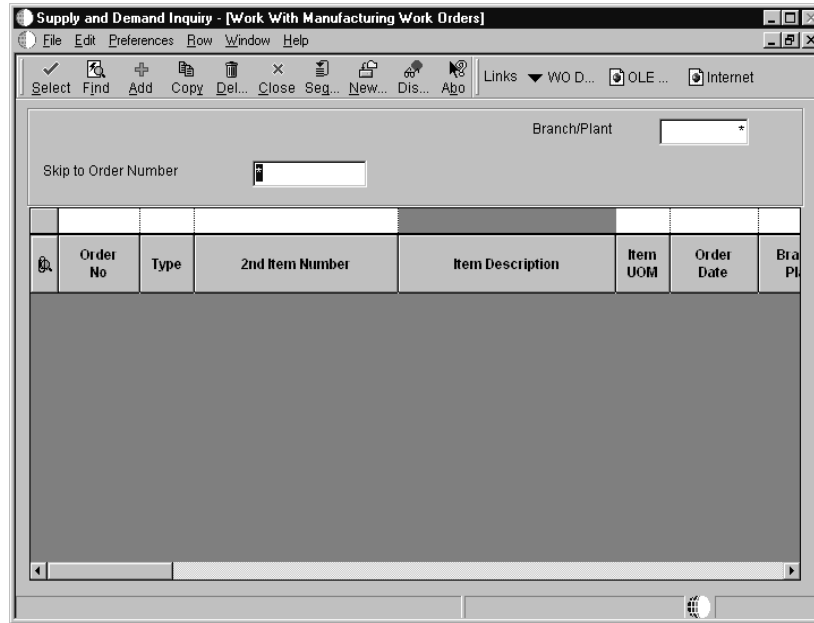 Supply and Demand Inquiry - [Work With Manufacturing Work Orders]
File Edit Preferences Row Window Help
Select Find Add Copy Del... Close Seq... New... Dis... Abo Links WO D... OLE ... Internet
Branch/Plant *
Skip to Order Number *
Order No Type 2nd Item Number Item Description Item UOM Order Date Bra Pl